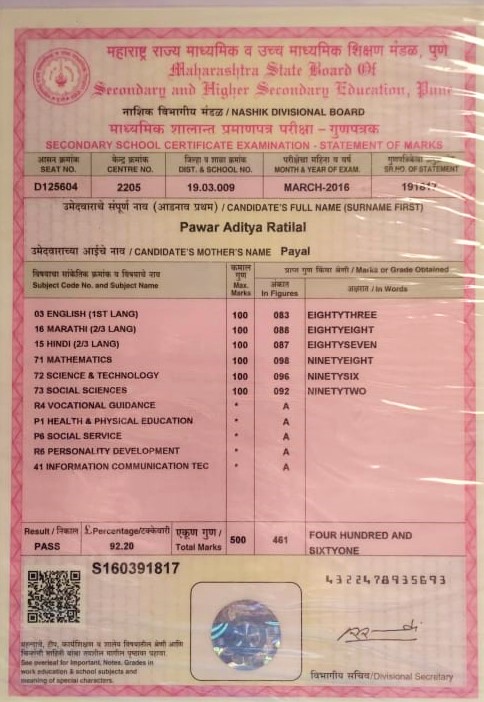 महाराष्ट्र राज्य माध्यमिक व उच्च माध्यमिक शिक्षण मंडळ, पुणे
Maharashtra State Board Of
Secondary and Higher Secondary Education, Pune
नाशिक विभागीय मंडळ / NASHIK DIVISIONAL BOARD
माध्यमिक शालान्त प्रमाणपत्र परीक्षा – गुणपत्रक
SECONDARY SCHOOL CERTIFICATE EXAMINATION - STATEMENT OF MARKS
आसन क्रमांक केन्द्र क्रमांक जिल्हा व शाळा क्रमांक परीक्षेचा महिना व वर्ष गुणपत्रिकेचा
SEAT NO. CENTRE NO. DIST. & SCHOOL NO. MONTH & YEAR OF EXAM. SR.NO. OF STATEMENT
D125604 2205 19.03.009 MARCH-2016 191817
उमेदवाराचे संपूर्ण नाव (आडनाव प्रथम) / CANDIDATE'S FULL NAME (SURNAME FIRST)
Pawar Aditya Ratilal
उमेदवाराच्या आईचे नाव / CANDIDATE'S MOTHER'S NAME Payal
विषयाचा सांकेतिक क्रमांक व विषयाचे नाव
Subject Code No. and Subject Name
कमाल गुण
Max. Marks
प्राप्त गुण किंवा श्रेणी / Marks or Grade Obtained
अंकात
In Figures
अक्षरात / In Words
03 ENGLISH (1ST LANG) 100 083 EIGHTYTHREE
16 MARATHI (2/3 LANG) 100 088 EIGHTYEIGHT
15 HINDI (2/3 LANG) 100 087 EIGHTYSEVEN
71 MATHEMATICS 100 098 NINETYEIGHT
72 SCIENCE & TECHNOLOGY 100 096 NINETYSIX
73 SOCIAL SCIENCES 100 092 NINETYTWO
R4 VOCATIONAL GUIDANCE * A
P1 HEALTH & PHYSICAL EDUCATION * A
P6 SOCIAL SERVICE * A
R6 PERSONALITY DEVELOPMENT * A
41 INFORMATION COMMUNICATION TEC * A
Result / निकाल £.Percentage/टक्केवारी एकूण गुण / 500 461 FOUR HUNDRED AND
PASS 92.20 Total Marks SIXTYONE
S160391817
4322478935693
See overleaf for Important, Notes. Grades in
work education & school subjects and
meaning of special characters.
विभागीय सचिव/Divisional Secretary